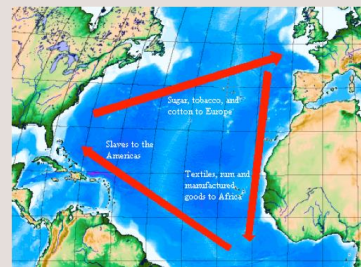 Sugar, tobacco, and
cotton to Europe
Slaves to the
Americas
Textiles, rum and
manufactured
goods to Africa